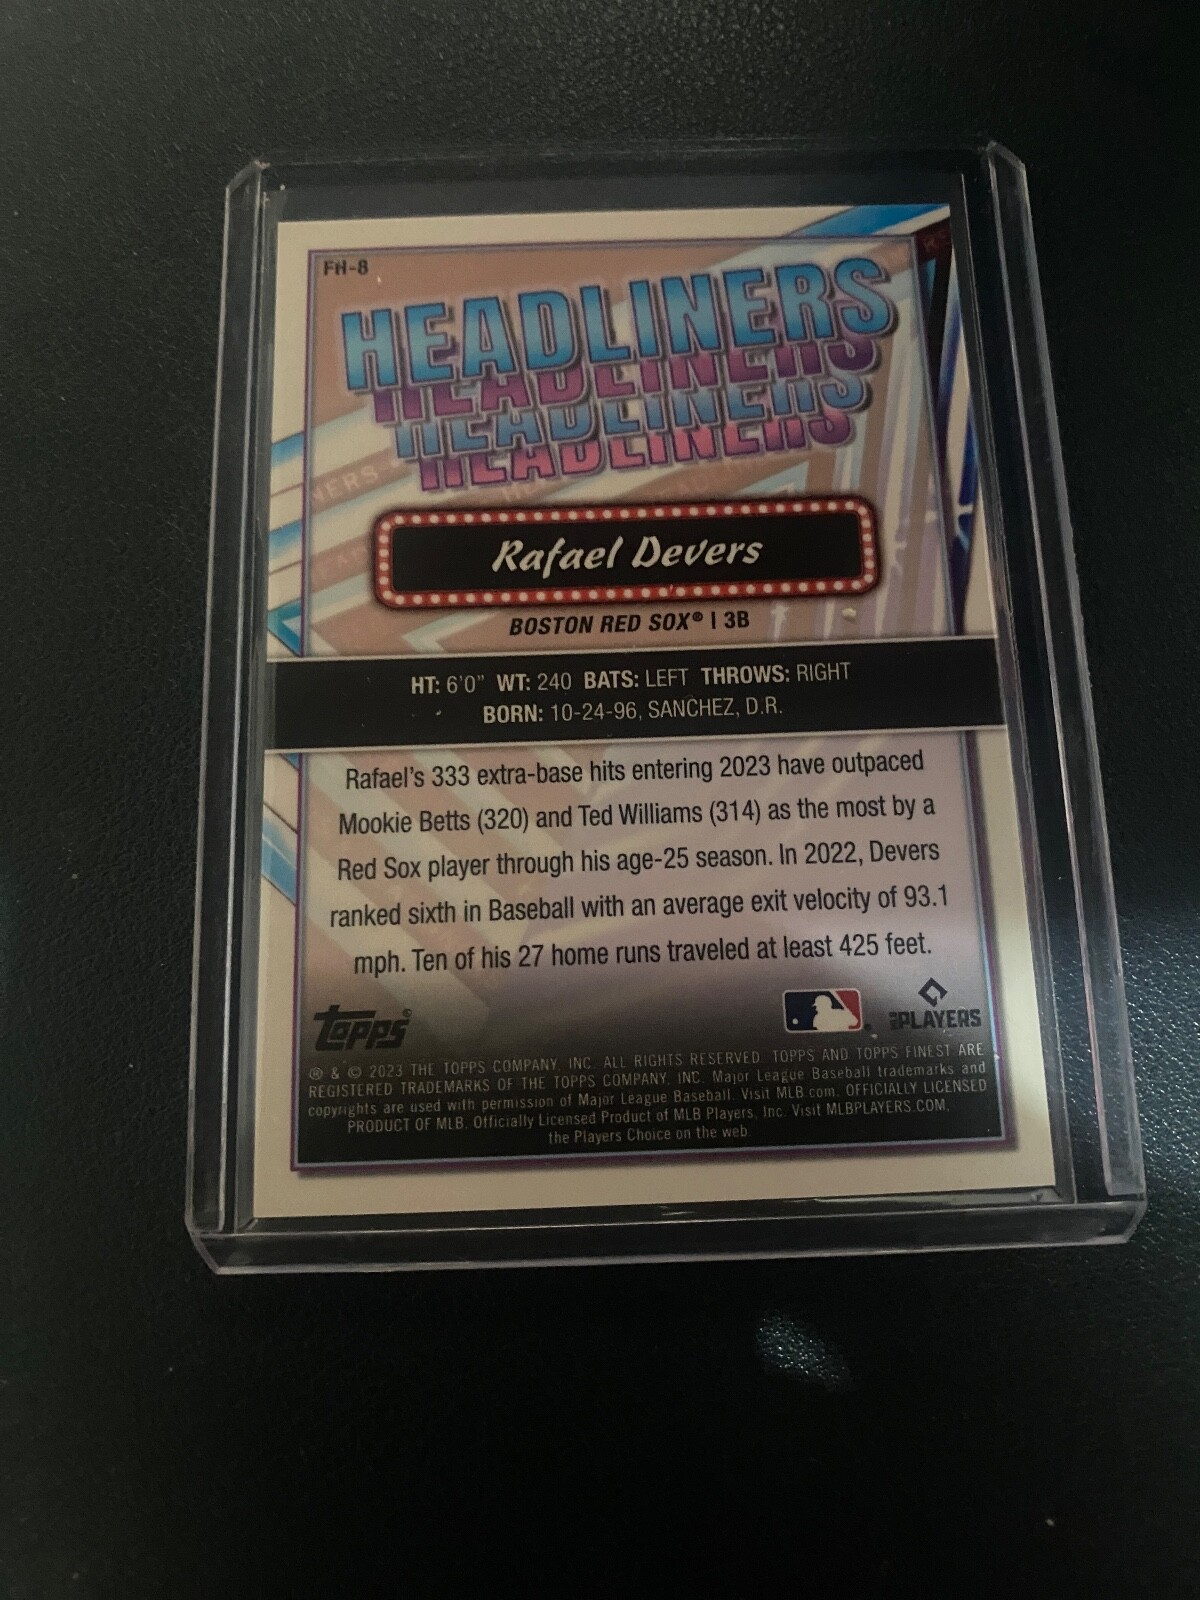 FH-8
HEADLINERS
HEADLINERS
HEADLINERS
HEADLINERS
Rafael Devers
BOSTON RED SOX® | 3B
HT: 6'0" WT: 240 BATS: LEFT THROWS: RIGHT
BORN: 10-24-96, SANCHEZ, D.R.
Rafael's 333 extra-base hits entering 2023 have outpaced
Mookie Betts (320) and Ted Williams (314) as the most by a
Red Sox player through his age-25 season. In 2022, Devers
ranked sixth in Baseball with an average exit velocity of 93.1
mph. Ten of his 27 home runs traveled at least 425 feet.
topps®
PLAYERS
® & © 2023 THE TOPPS COMPANY, INC. ALL RIGHTS RESERVED. TOPPS AND TOPPS FINEST ARE
REGISTERED TRADEMARKS OF THE TOPPS COMPANY, INC. Major League Baseball trademarks and
copyrights are used with permission of Major League Baseball. Visit MLB.com. OFFICIALLY LICENSED
PRODUCT OF MLB. Officially Licensed Product of MLB Players, Inc. Visit MLBPLAYERS.COM,
the Players Choice on the web.